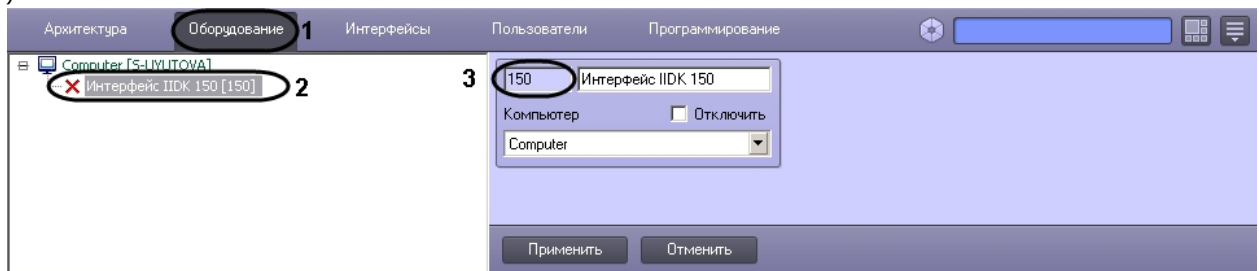 )
Архитектура Оборудование 1 Интерфейсы Пользователи Программирование
Computer [S-LIYUTOVA]
Интерфейс IIDK 150 [150] 2
3 150 Интерфейс IIDK 150
Компьютер Отключить
Computer
Применить Отменить